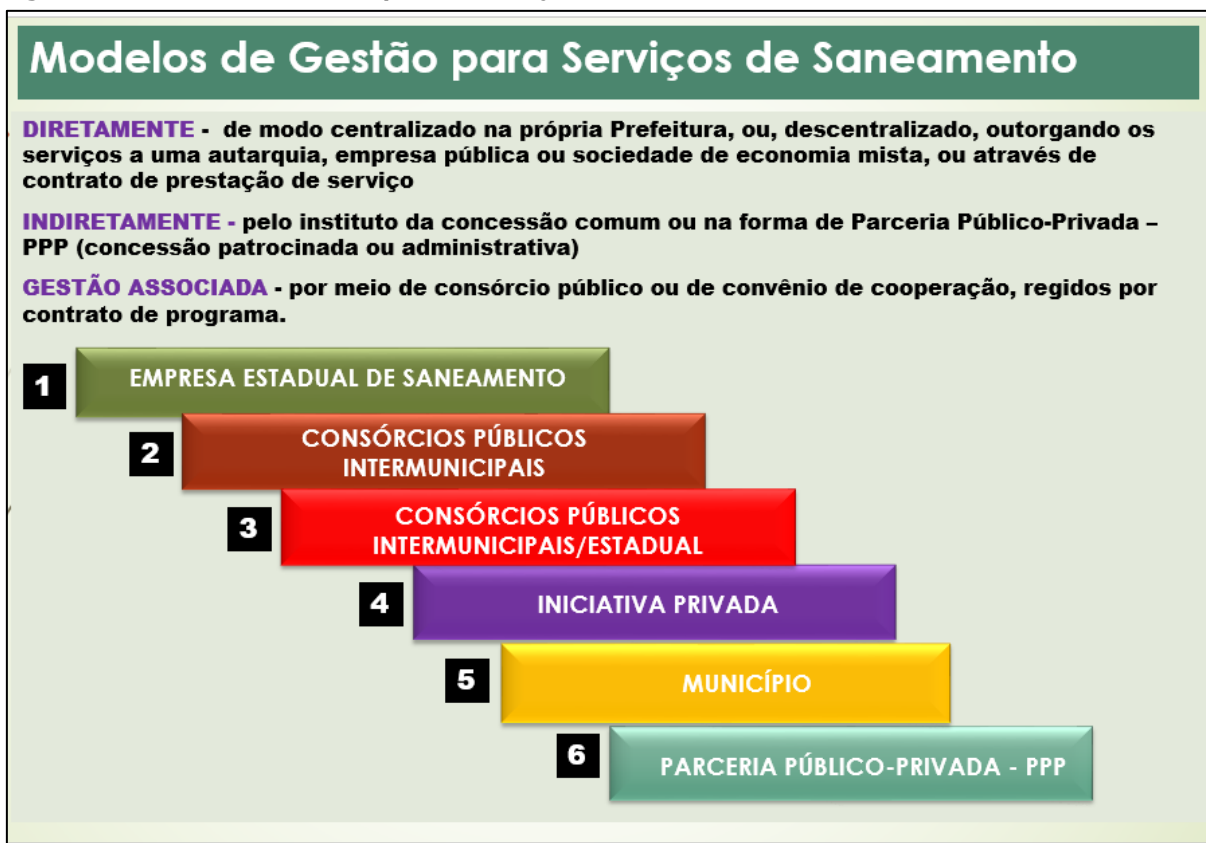 Modelos de Gestão para Serviços de Saneamento
DIRETAMENTE - de modo centralizado na própria Prefeitura, ou, descentralizado, outorgando os
serviços a uma autarquia, empresa pública ou sociedade de economia mista, ou através de
contrato de prestação de serviço
INDIRETAMENTE - pelo instituto da concessão comum ou na forma de Parceria Público-Privada –
PPP (concessão patrocinada ou administrativa)
GESTÃO ASSOCIADA - por meio de consórcio público ou de convênio de cooperação, regidos por
contrato de programa.
1 EMPRESA ESTADUAL DE SANEAMENTO
2 CONSÓRCIOS PÚBLICOS
INTERMUNICIPAIS
3 CONSÓRCIOS PÚBLICOS
INTERMUNICIPAIS/ESTADUAL
4 INICIATIVA PRIVADA
5 MUNICÍPIO
6 PARCERIA PÚBLICO-PRIVADA - PPP